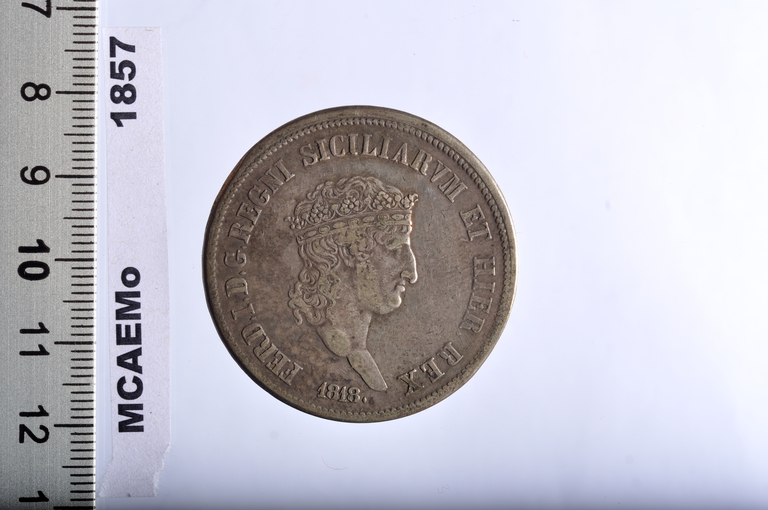 7 8 9 10 11 12 1
MCAEMo 1857
FERD. I. D. G. REGNI SICILIARVM ET HIER REX
1818.